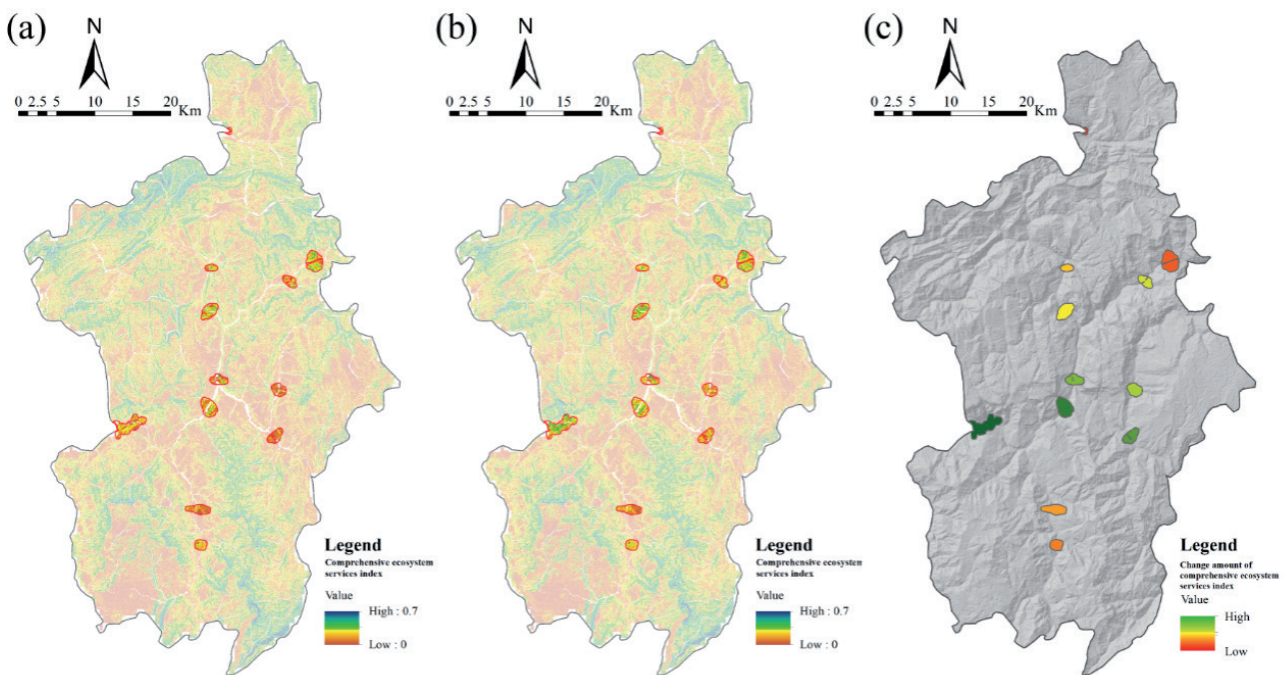 (a)
N
0 2.5 5 10 15 20
Km
Legend
Comprehensive ecosystem
services index
Value
High : 0.7
Low : 0
(b)
N
0 2.5 5 10 15 20
Km
Legend
Comprehensive ecosystem
services index
Value
High : 0.7
Low : 0
(c)
N
0 2.5 5 10 15 20
Km
Legend
Change amount of
comprehensive ecosystem
services index
Value
High
Low